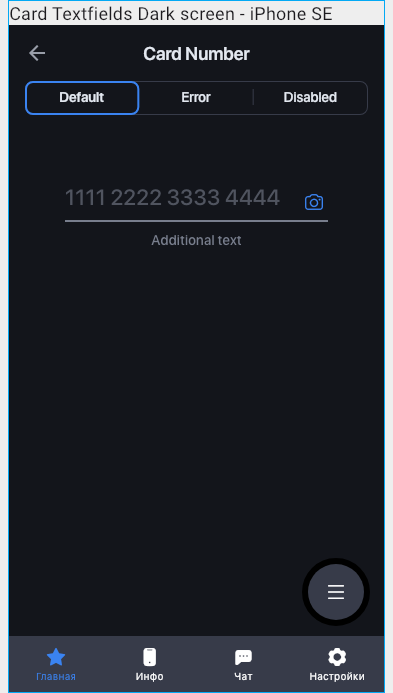 Card Textfields Dark screen - iPhone SE
Card Number
Default Error Disabled
1111 2222 3333 4444
Additional text
Главная Инфо Чат Настройки